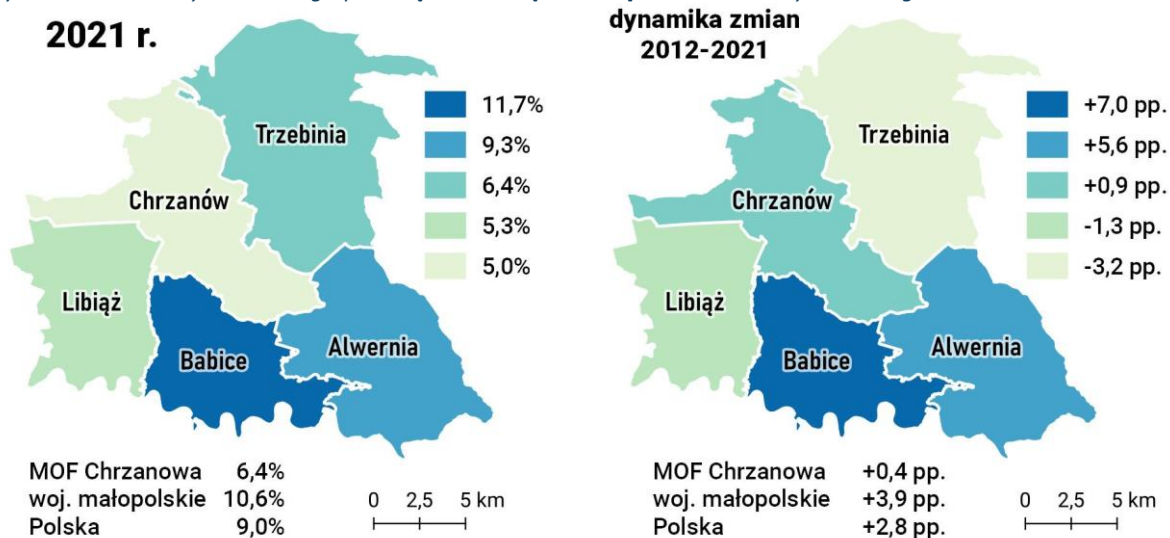 2021 r.
11,7%
9,3%
6,4%
5,3%
5,0%
Trzebinia
Chrzanów
Libiąż
Babice
Alwernia
MOF Chrzanowa 6,4%
woj. małopolskie 10,6%
Polska 9,0%
0 2,5 5 km
dynamika zmian
2012-2021
+7,0 pp.
+5,6 pp.
+0,9 pp.
-1,3 pp.
-3,2 pp.
Trzebinia
Chrzanów
Libiąż
Babice
Alwernia
MOF Chrzanowa +0,4 pp.
woj. małopolskie +3,9 pp.
Polska +2,8 pp.
0 2,5 5 km